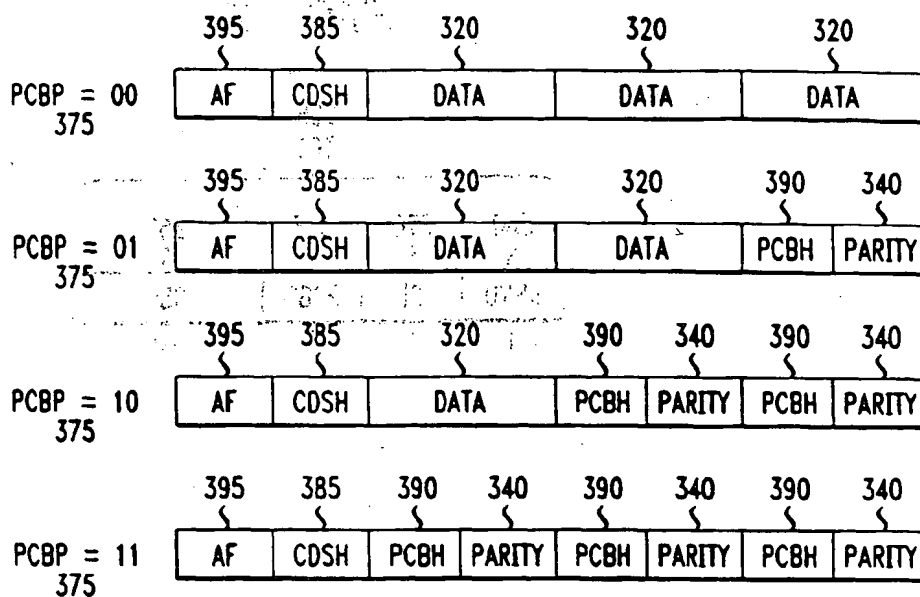 395 385 320 320 320
PCBP = 00 AF CDSH DATA DATA DATA
375
395 385 320 320 390 340
PCBP = 01 AF CDSH DATA DATA PCBH PARITY
375
395 385 320 390 340 390 340
PCBP = 10 AF CDSH DATA PCBH PARITY PCBH PARITY
375
395 385 390 340 390 340 390 340
PCBP = 11 AF CDSH PCBH PARITY PCBH PARITY PCBH PARITY
375